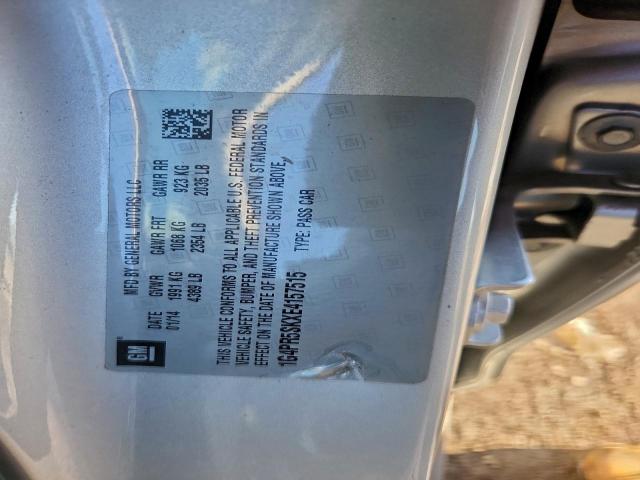 MFD BY GENERAL MOTORS LLC
DATE GVWR GAWR FRT GAWR RR
01/14 1991 KG 1068 KG 923 KG
4389 LB 2354 LB 2035 LB
THIS VEHICLE CONFORMS TO ALL APPLICABLE U.S. FEDERAL MOTOR
VEHICLE SAFETY, BUMPER, AND THEFT PREVENTION STANDARDS IN
EFFECT ON THE DATE OF MANUFACTURE SHOWN ABOVE.
1G4PR5SKXE4157515 TYPE: PASS CAR
GM